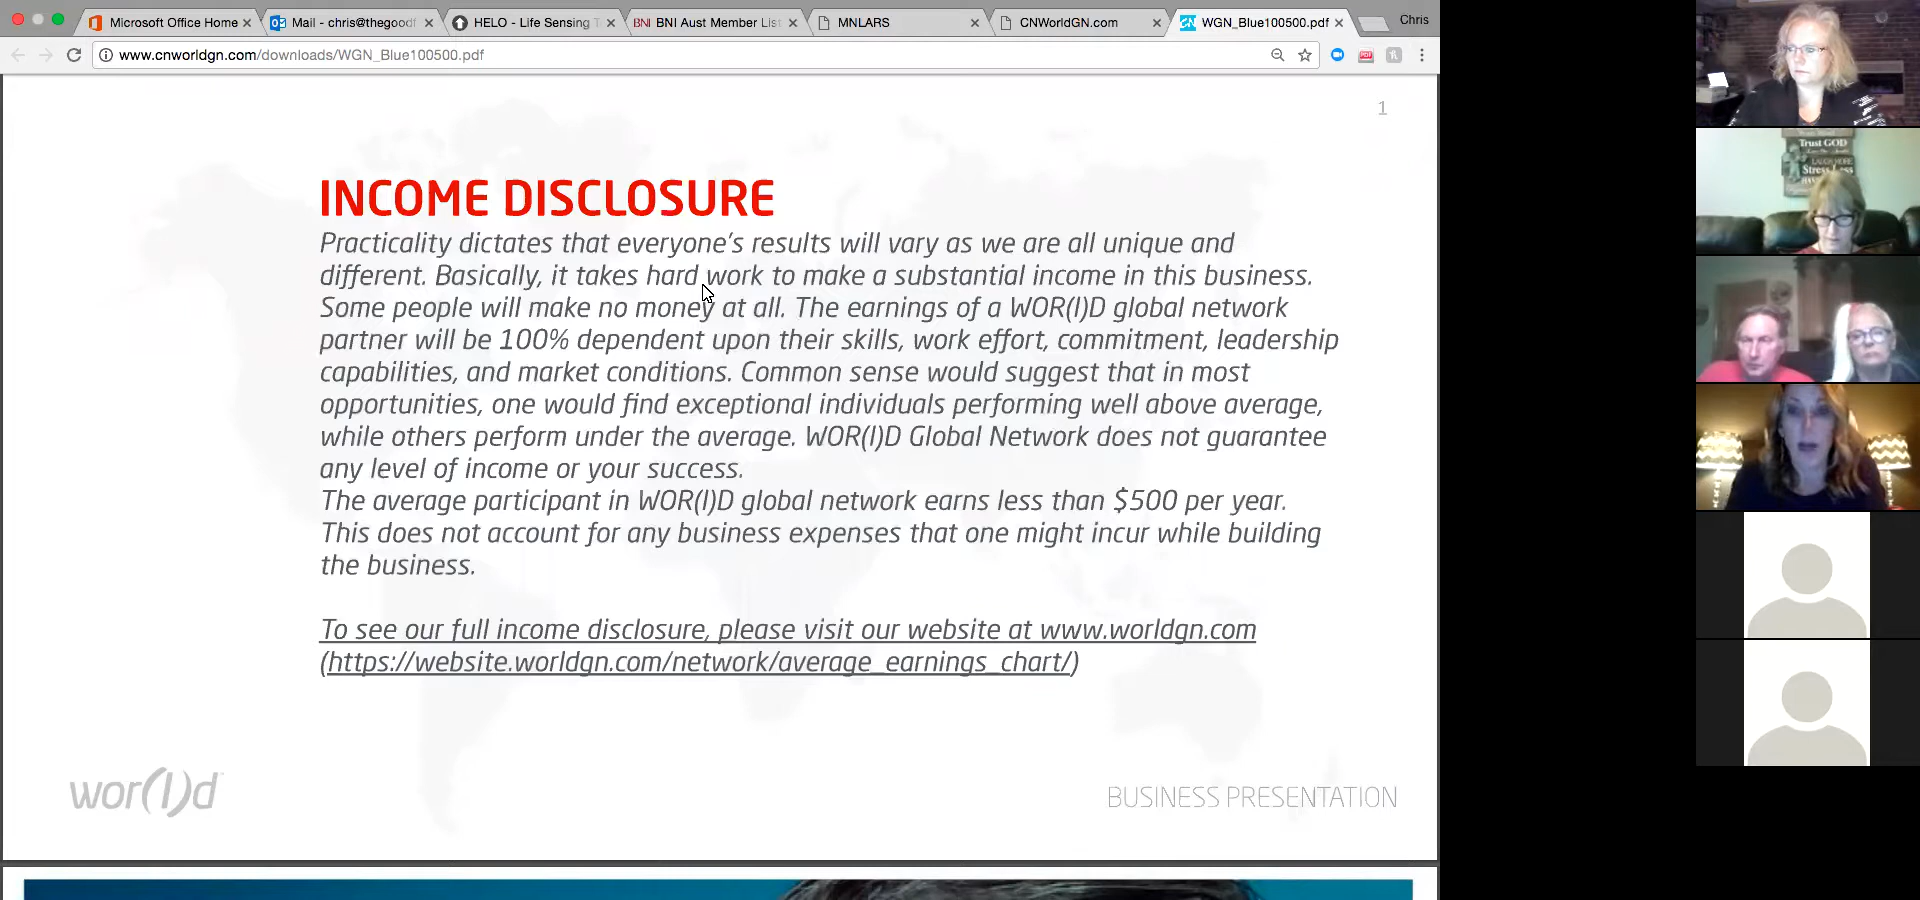 Microsoft Office Home
Mail - chris@thegoodf
HELO - Life Sensing T
BNI BNI Aust Member List
MNLARS
CNWorldGN.com
WGN_Blue100500.pdf
Chris
www.cnworldgn.com/downloads/WGN_Blue100500.pdf
1
INCOME DISCLOSURE
Practicality dictates that everyone's results will vary as we are all unique and
different. Basically, it takes hard work to make a substantial income in this business.
Some people will make no money at all. The earnings of a WOR(l)D global network
partner will be 100% dependent upon their skills, work effort, commitment, leadership
capabilities, and market conditions. Common sense would suggest that in most
opportunities, one would find exceptional individuals performing well above average,
while others perform under the average. WOR(l)D Global Network does not guarantee
any level of income or your success.
The average participant in WOR(l)D global network earns less than $500 per year.
This does not account for any business expenses that one might incur while building
the business.
To see our full income disclosure, please visit our website at www.worldgn.com
(https://website.worldgn.com/network/average_earnings_chart/)
wor(l)d
BUSINESS PRESENTATION
Trust GOD
LAUGH MORE
Stress Less